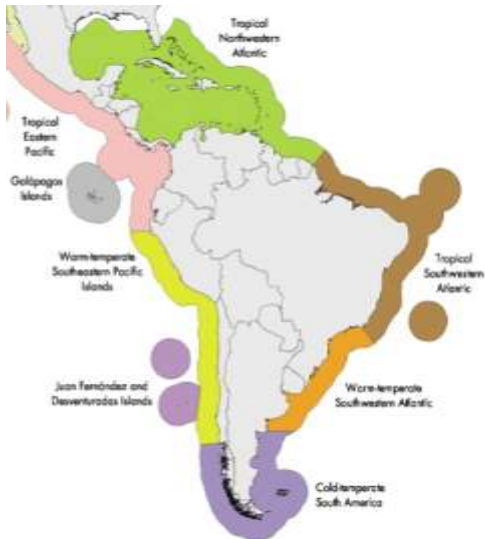 Tropical
Northwestern
Atlantic
Tropical
Eastern
Pacific
Galápagos
Islands
Warm-temperate
Southeastern Pacific
Islands
Tropical
Southwestern
Atlantic
Juan Fernández and
Desventuradas Islands
Warm-temperate
Southwestern Atlantic
Cold-temperate
South America